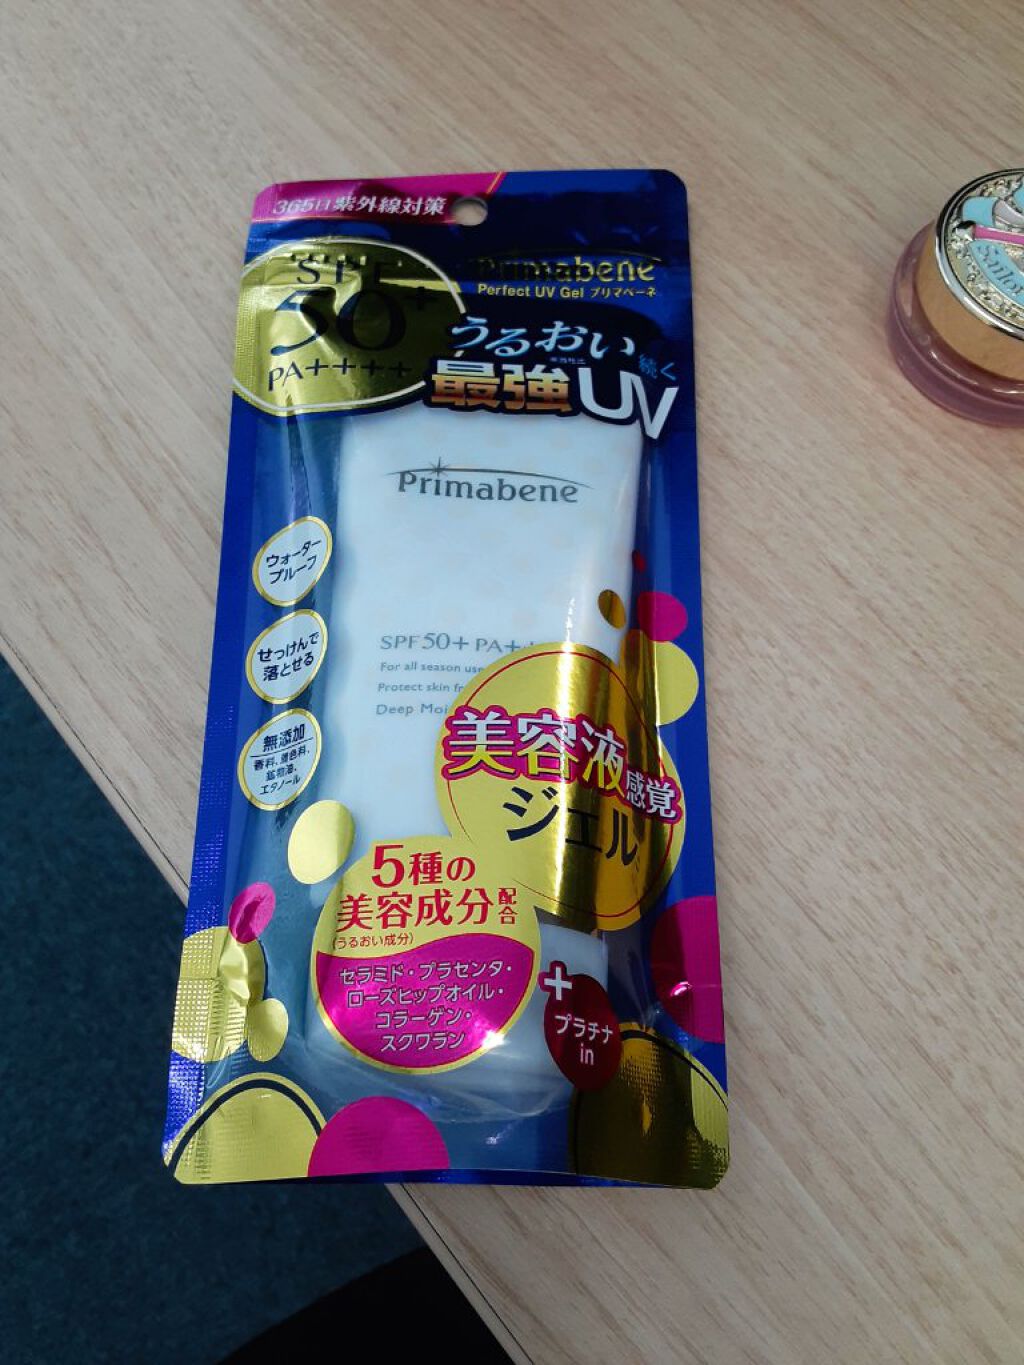 365日紫外線対策
SPF
50+
PA++++
Primabene
Perfect UV Gel プリマベーネ
うるおい
続く
最強UV
Primabene
ウォーター
プルーフ
SPF 50+ PA+
For all season use
Protect skin
Deep
せっけんで
落とせる
無添加
香料、着色料、
鉱物油、
エタノール
美容液感覚
ジェル
5種の
美容成分配合
(うるおい成分)
セラミド・プラセンタ・
ローズヒップオイル・
コラーゲン・
スクワラン
+
プラチナ
in